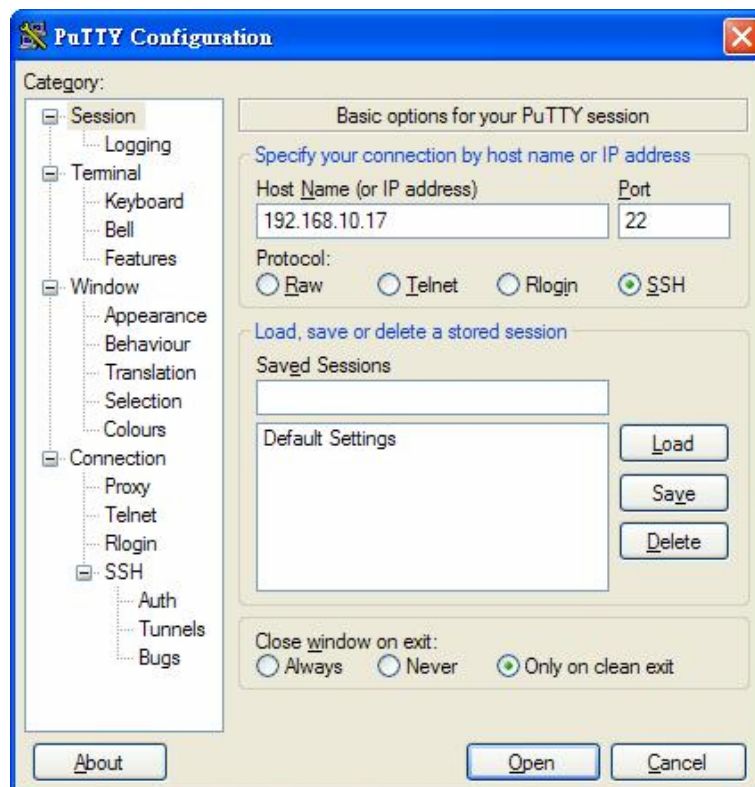 PuTTY Configuration
Category:
Session
Logging
Terminal
Keyboard
Bell
Features
Window
Appearance
Behaviour
Translation
Selection
Colours
Connection
Proxy
Telnet
Rlogin
SSH
Auth
Tunnels
Bugs
Basic options for your PuTTY session
Specify your connection by host name or IP address
Host Name (or IP address) Port
192.168.10.17 22
Protocol:
Raw Telnet Rlogin SSH
Load, save or delete a stored session
Saved Sessions
Default Settings
Load
Save
Delete
Close window on exit:
Always Never Only on clean exit
About Open Cancel